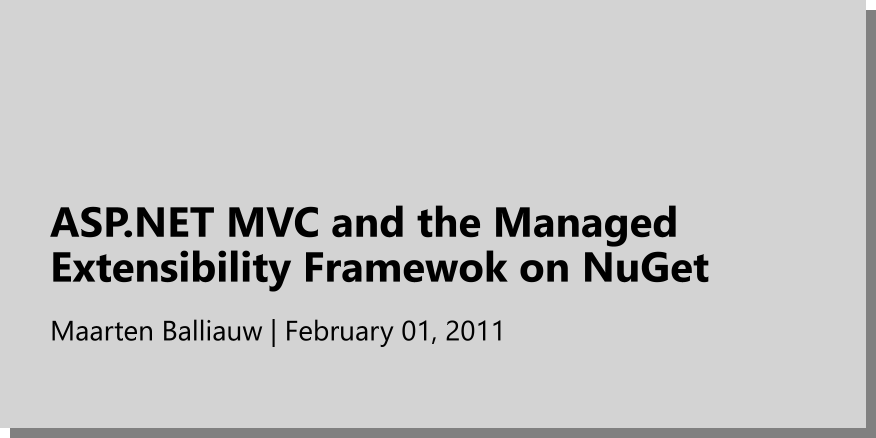 ASP.NET MVC and the Managed
Extensibility Framewok on NuGet
Maarten Balliauw | February 01, 2011